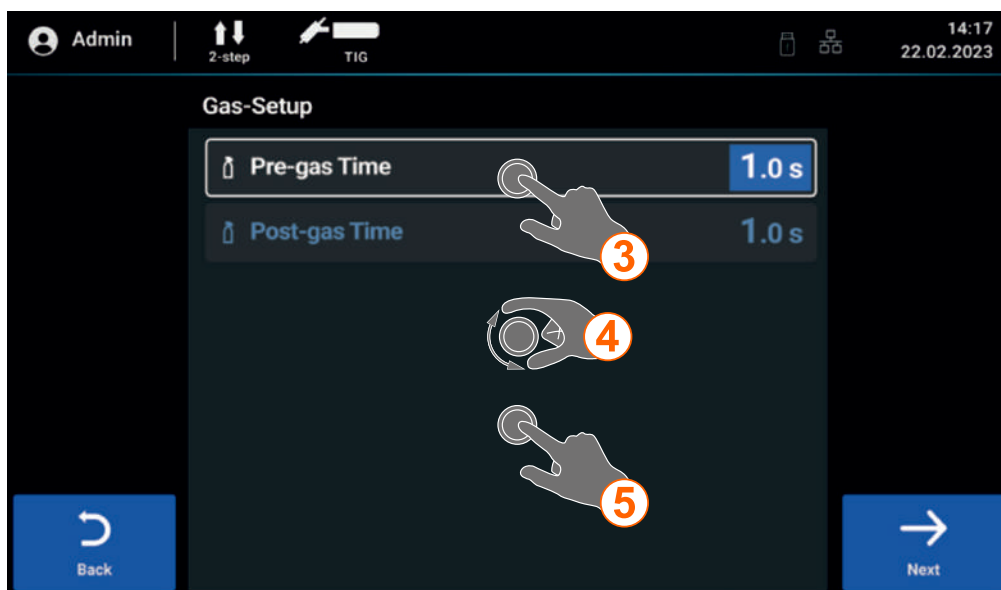 Admin
2-step
TIG
14:17
22.02.2023
Gas-Setup
Pre-gas Time 1.0 s
Post-gas Time 1.0 s
3
4
5
Back
Next